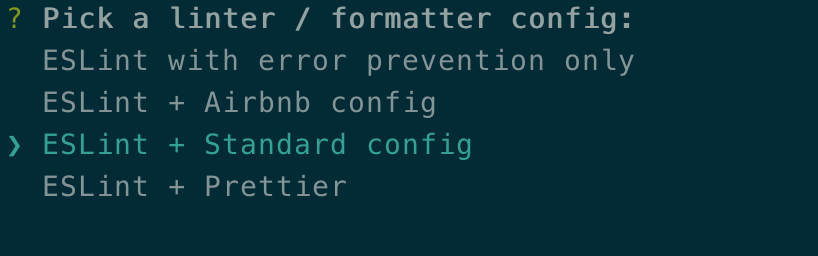 ? Pick a linter / formatter config:
ESLint with error prevention only
ESLint + Airbnb config
❯ ESLint + Standard config
ESLint + Prettier